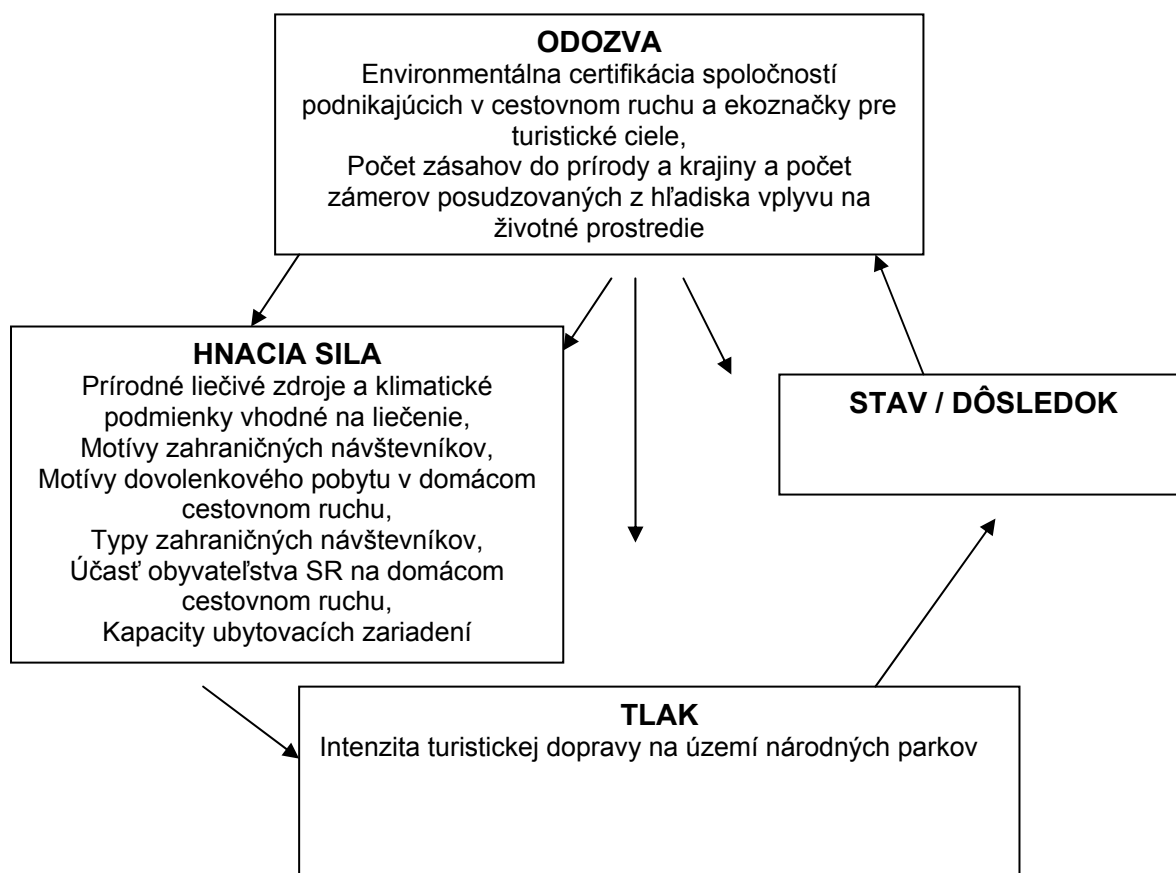 ODOZVA
Environmentálna certifikácia spoločností
podnikajúcich v cestovnom ruchu a ekoznačky pre
turistické ciele,
Počet zásahov do prírody a krajiny a počet
zámerov posudzovaných z hľadiska vplyvu na
životné prostredie
HNACIA SILA
Prírodné liečivé zdroje a klimatické
podmienky vhodné na liečenie,
Motívy zahraničných návštevníkov,
Motívy dovolenkového pobytu v domácom
cestovnom ruchu,
Typy zahraničných návštevníkov,
Účasť obyvateľstva SR na domácom
cestovnom ruchu,
Kapacity ubytovacích zariadení
STAV / DÔSLEDOK
TLAK
Intenzita turistickej dopravy na území národných parkov